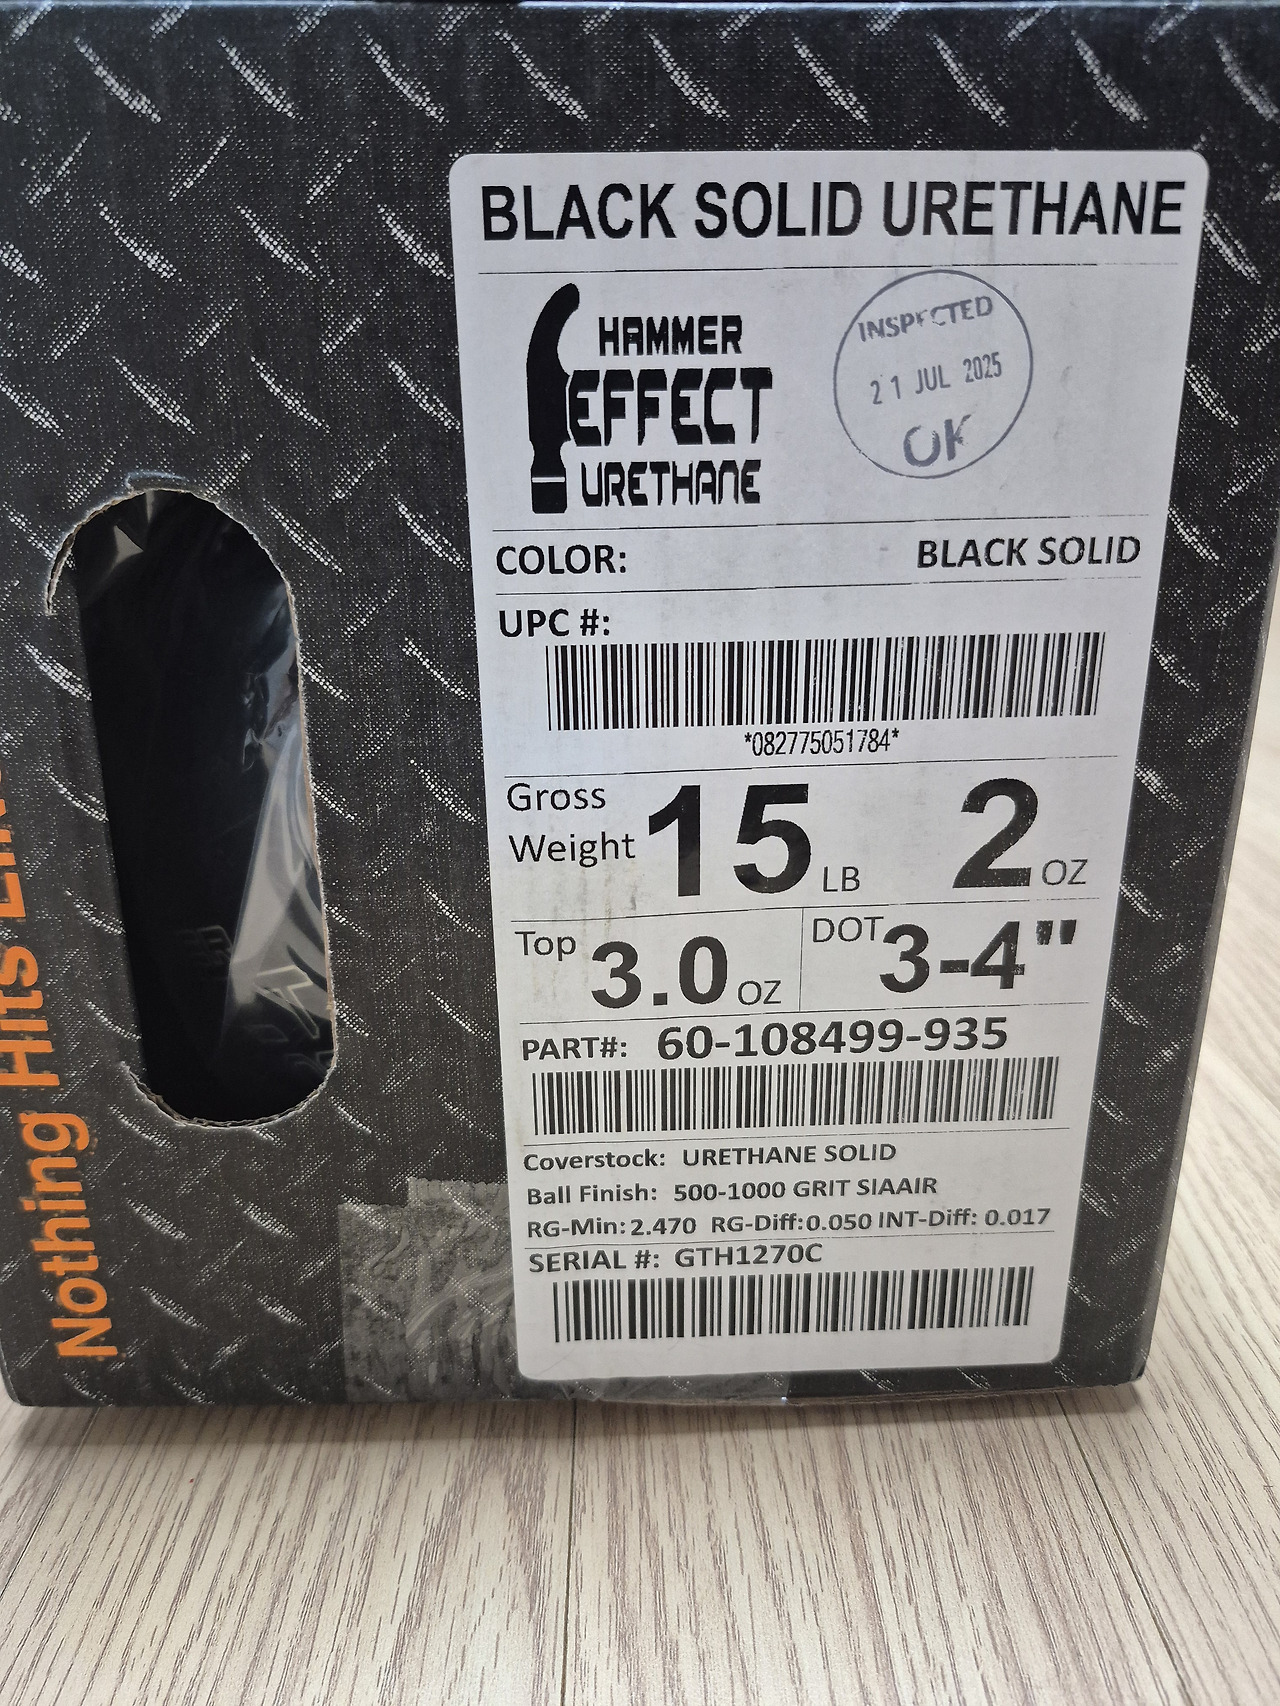 BLACK SOLID URETHANE
HAMMER
EFFECT
URETHANE
INSPECTED
21 JUL 2025
OK
COLOR: BLACK SOLID
UPC #:
*082775051784*
Gross Weight 15 LB 2 OZ
Top 3.0 OZ DOT 3-4"
PART#: 60-108499-935
Coverstock: URETHANE SOLID
Ball Finish: 500-1000 GRIT SIAAIR
RG-Min: 2.470 RG-Diff: 0.050 INT-Diff: 0.017
SERIAL #: GTH1270C
Nothing Hits